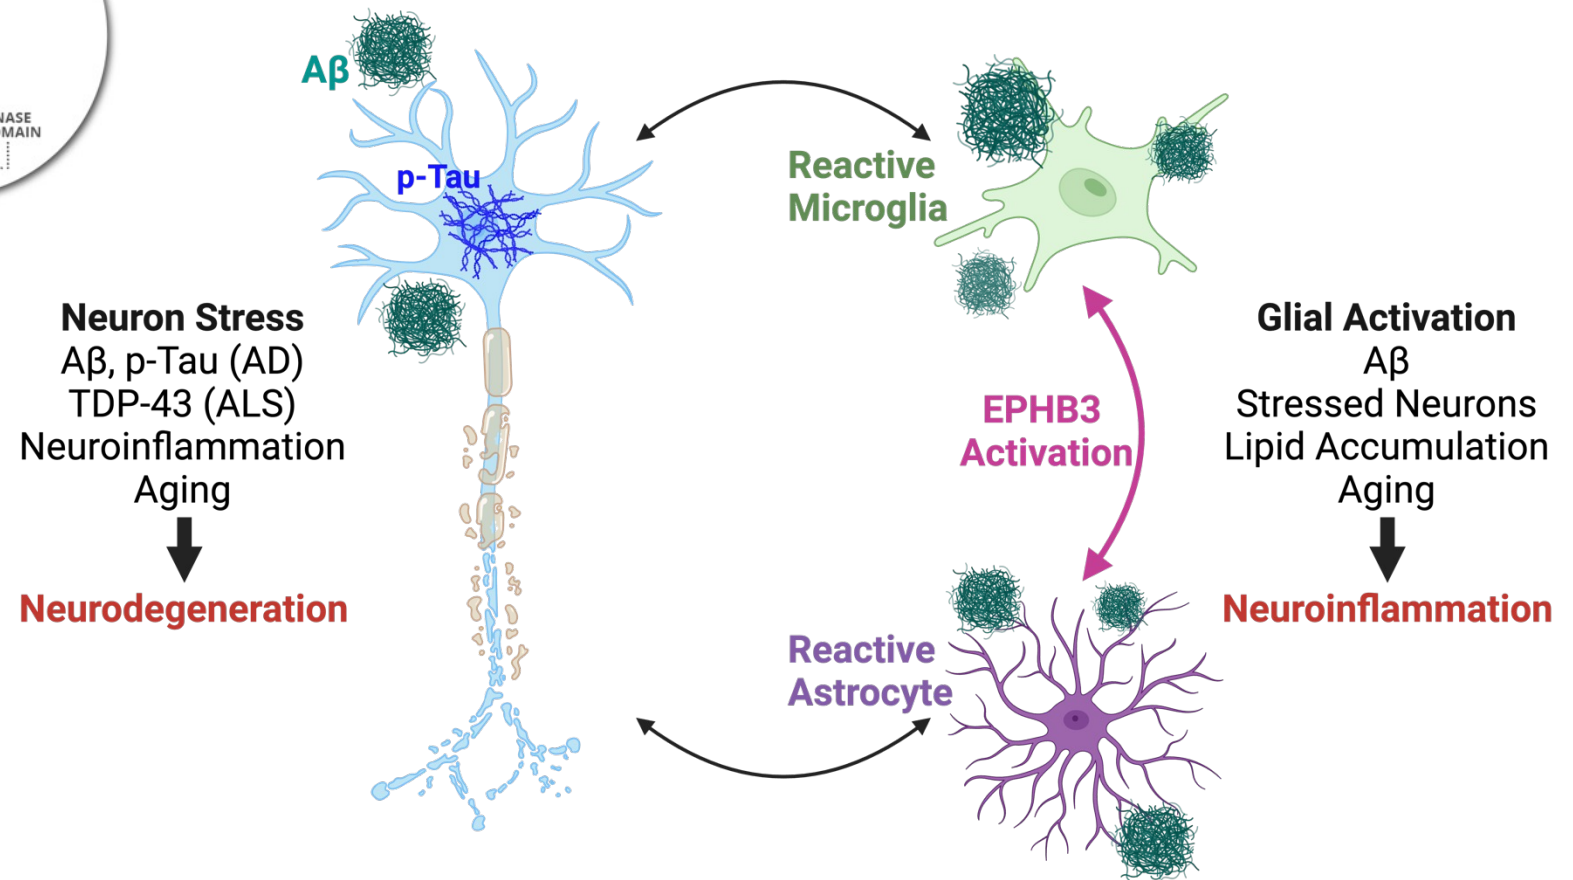 Aβ
p-Tau
Reactive
Microglia
Neuron Stress
Aβ, p-Tau (AD)
TDP-43 (ALS)
Neuroinflammation
Aging
Neurodegeneration
EPHB3
Activation
Glial Activation
Aβ
Stressed Neurons
Lipid Accumulation
Aging
Neuroinflammation
Reactive
Astrocyte